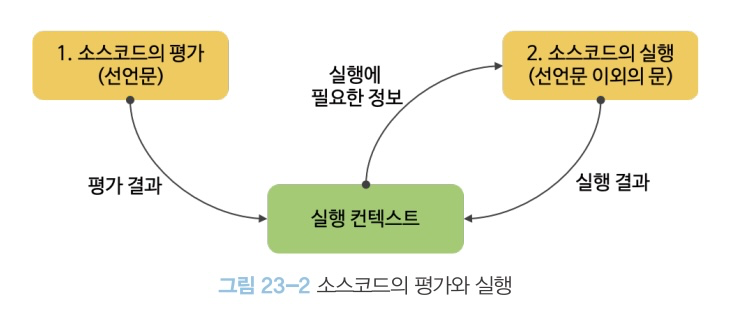 1. 소스코드의 평가
(선언문)
2. 소스코드의 실행
(선언문 이외의 문)
실행에
필요한 정보
평가 결과
실행 결과
실행 컨텍스트
그림 23-2 소스코드의 평가와 실행